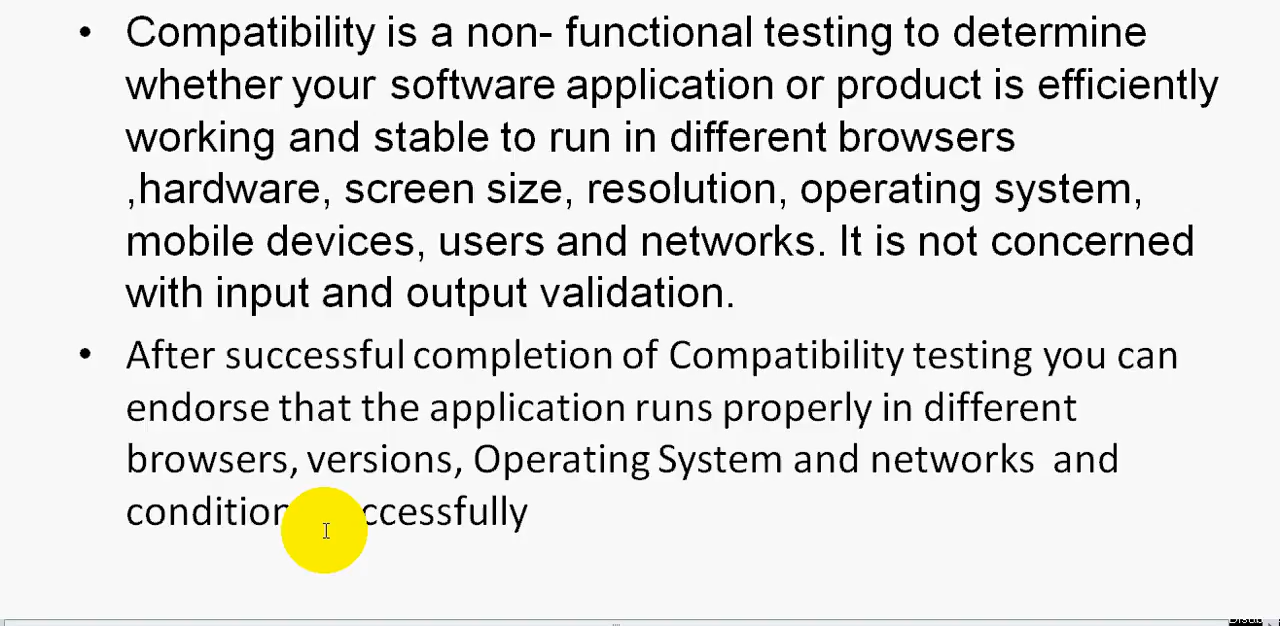 • Compatibility is a non- functional testing to determine
whether your software application or product is efficiently
working and stable to run in different browsers
,hardware, screen size, resolution, operating system,
mobile devices, users and networks. It is not concerned
with input and output validation.
• After successful completion of Compatibility testing you can
endorse that the application runs properly in different
browsers, versions, Operating System and networks and